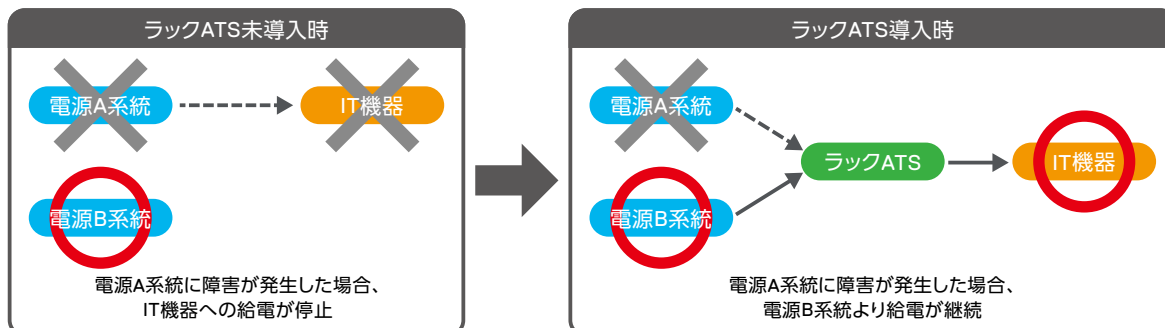 ラックATS未導入時
電源A系統
IT機器
電源B系統
電源A系統に障害が発生した場合、
IT機器への給電が停止
ラックATS導入時
電源A系統
ラックATS
IT機器
電源B系統
電源A系統に障害が発生した場合、
電源B系統より給電が継続